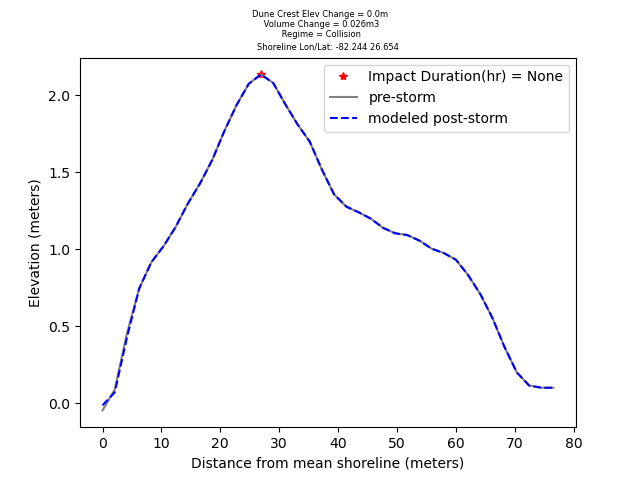 Dune Crest Elev Change = 0.0m
Volume Change = 0.026m3
Regime = Collision
Shoreline Lon/Lat: -82.244 26.654
Impact Duration(hr) = None
pre-storm
modeled post-storm
Elevation (meters)
2.0
1.5
1.0
0.5
0.0
0 10 20 30 40 50 60 70 80
Distance from mean shoreline (meters)